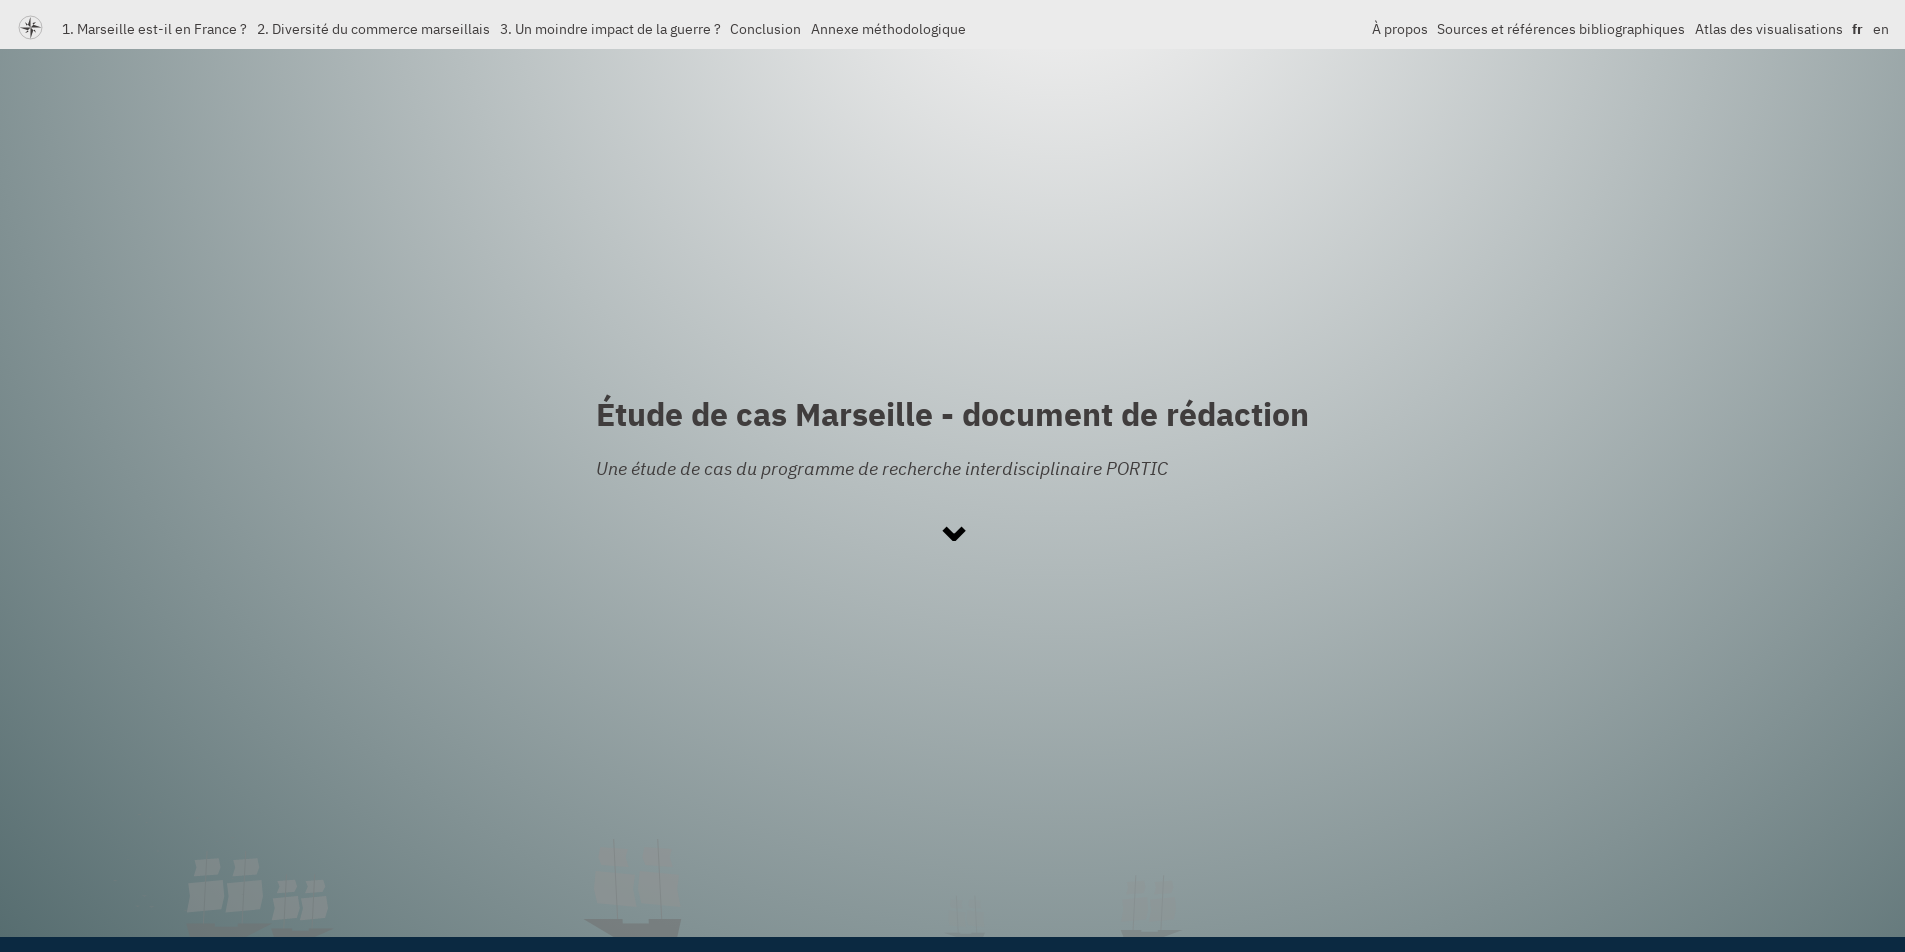 1. Marseille est-il en France ? 2. Diversité du commerce marseillais 3. Un moindre impact de la guerre ? Conclusion Annexe méthodologique À propos Sources et références bibliographiques Atlas des visualisations fr en
Étude de cas Marseille - document de rédaction
Une étude de cas du programme de recherche interdisciplinaire PORTIC